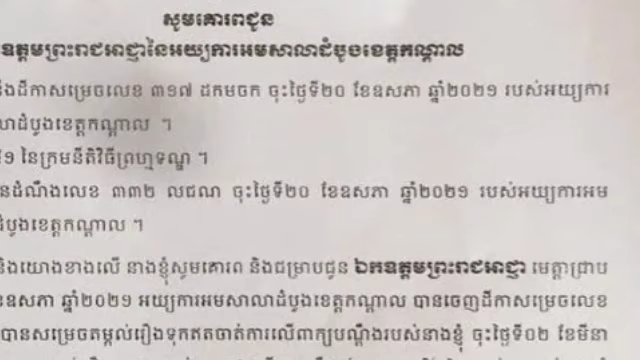 សូមគោរពជូន
ឧត្តមព្រះរាជអាជ្ញានៃអយ្យការអមសាលាដំបូងខេត្តកណ្តាល
នឹងដីកាសម្រេចលេខ ៣១៧ ដកមចក ចុះថ្ងៃទី២០ ខែឧសភា ឆ្នាំ២០២១ របស់អយ្យការ
លាដំបូងខេត្តកណ្តាល ។
១ នៃក្រមនីតិវិធីព្រហ្មទណ្ឌ ។
នដំណឹងលេខ ៣៣២ លជណ ចុះថ្ងៃទី២០ ខែឧសភា ឆ្នាំ២០២១ របស់អយ្យការអម
ដំបូងខេត្តកណ្តាល ។
និងយោងខាងលើ នាងខ្ញុំសូមគោរព និងជម្រាបជូន ឯកឧត្តមព្រះរាជអាជ្ញា មេត្តាជ្រាប
ខែឧសភា ឆ្នាំ២០២១ អយ្យការអមសាលាដំបូងខេត្តកណ្តាល បានចេញដីកាសម្រេចលេខ
បានសម្រេចតម្កល់រឿងទុកឥតចាត់ការលើពាក្យបណ្តឹងរបស់នាងខ្ញុំ ចុះថ្ងៃទី០២ ខែមីនា